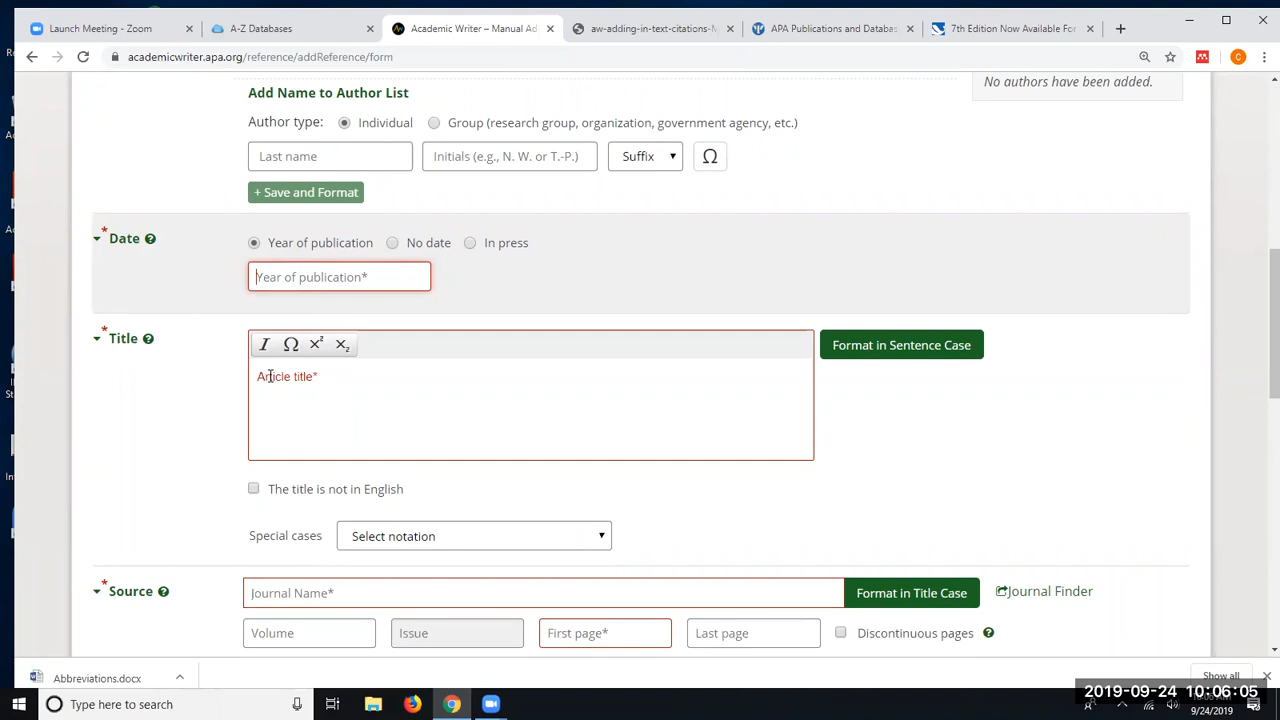 Launch Meeting - Zoom
A-Z Databases
Academic Writer – Manual Ad
aw-adding-in-text-citations-
APA Publications and Databas
7th Edition Now Available For
academicwriter.apa.org/reference/addReference/form
No authors have been added.
Add Name to Author List
Author type: Individual Group (research group, organization, government agency, etc.)
Last name Initials (e.g., N. W. or T.-P.) Suffix Ω
+ Save and Format
* Date ? Year of publication No date In press
Year of publication*
* Title ? I Ω x² x₂ Format in Sentence Case
Article title*
The title is not in English
Special cases Select notation
* Source ? Journal Name* Format in Title Case Journal Finder
Volume Issue First page* Last page Discontinuous pages ?
Abbreviations.docx Show all
Type here to search
2019-09-24 10:06:05
9/24/2019